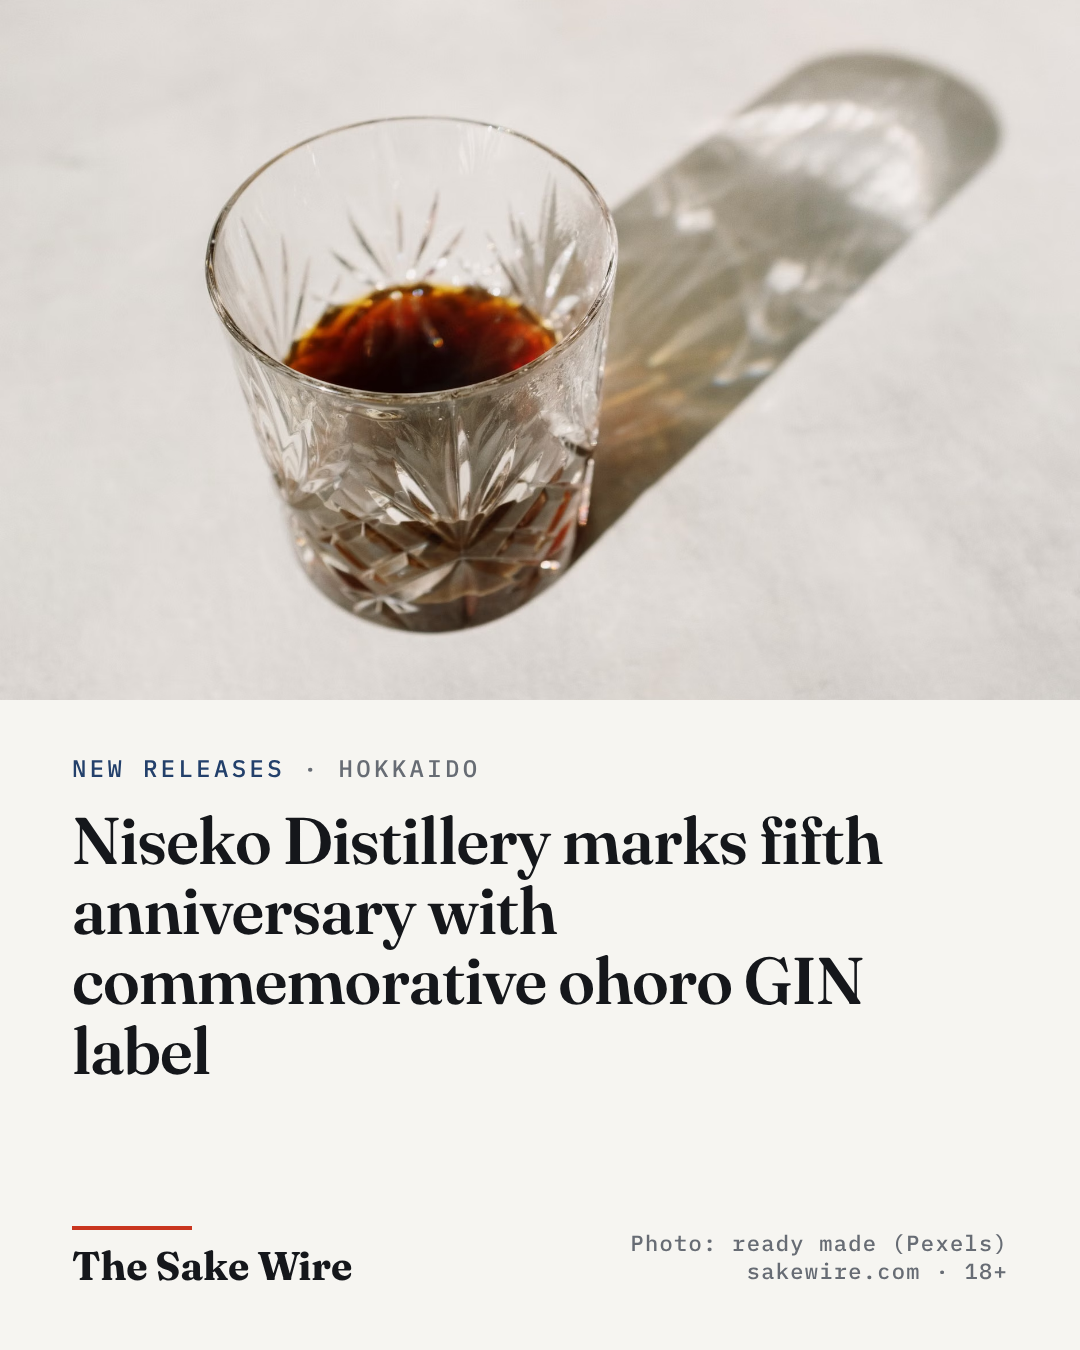 NEW RELEASES · HOKKAIDO
Niseko Distillery marks fifth
anniversary with
commemorative ohoro GIN
label
The Sake Wire
Photo: ready made (Pexels)
sakewire.com · 18+